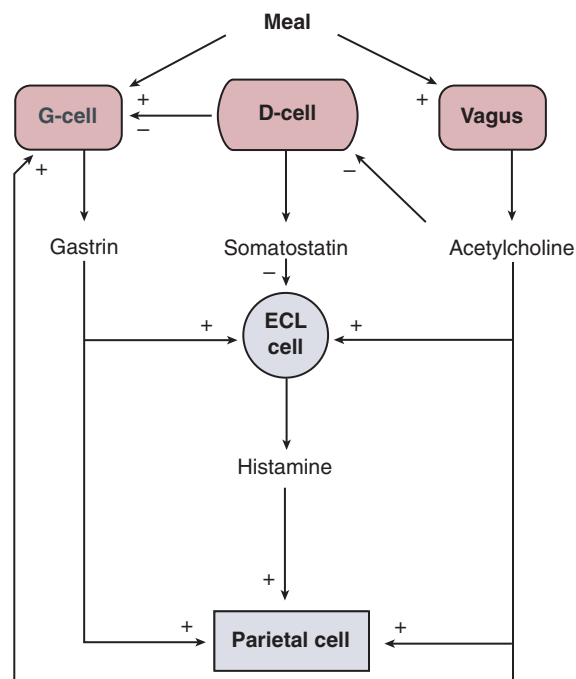 Meal
G-cell
+
–
D-cell
+
Vagus
+
–
Gastrin
Somatostatin
Acetylcholine
–
+
ECL
cell
+
Histamine
+
+
Parietal cell
+